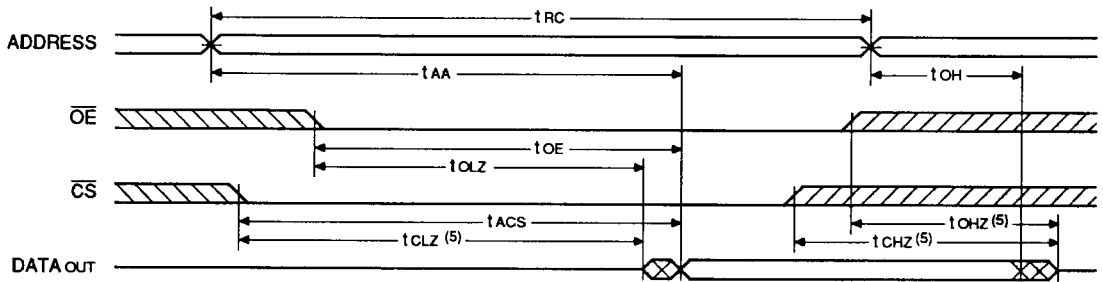 tRC
ADDRESS
tAA
tOH
OE
tOE
tOLZ
CS
tACS
tOHZ (5)
tCLZ (5)
tCHZ (5)
DATA OUT